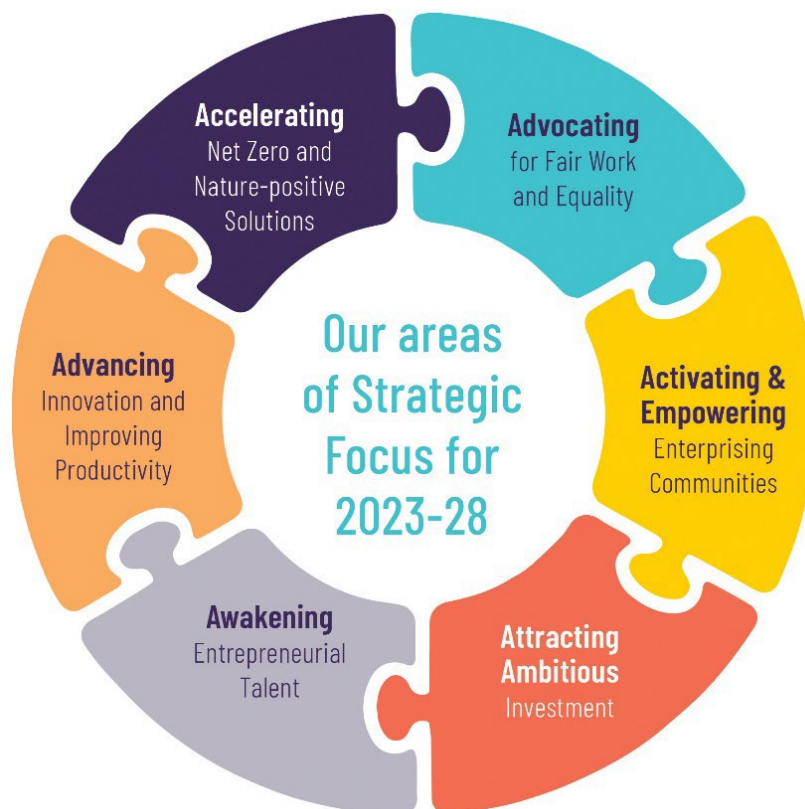 Accelerating
Net Zero and
Nature-positive
Solutions
Advocating
for Fair Work
and Equality
Activating &
Empowering
Enterprising
Communities
Attracting
Ambitious
Investment
Awakening
Entrepreneurial
Talent
Advancing
Innovation and
Improving
Productivity
Our areas
of Strategic
Focus for
2023-28